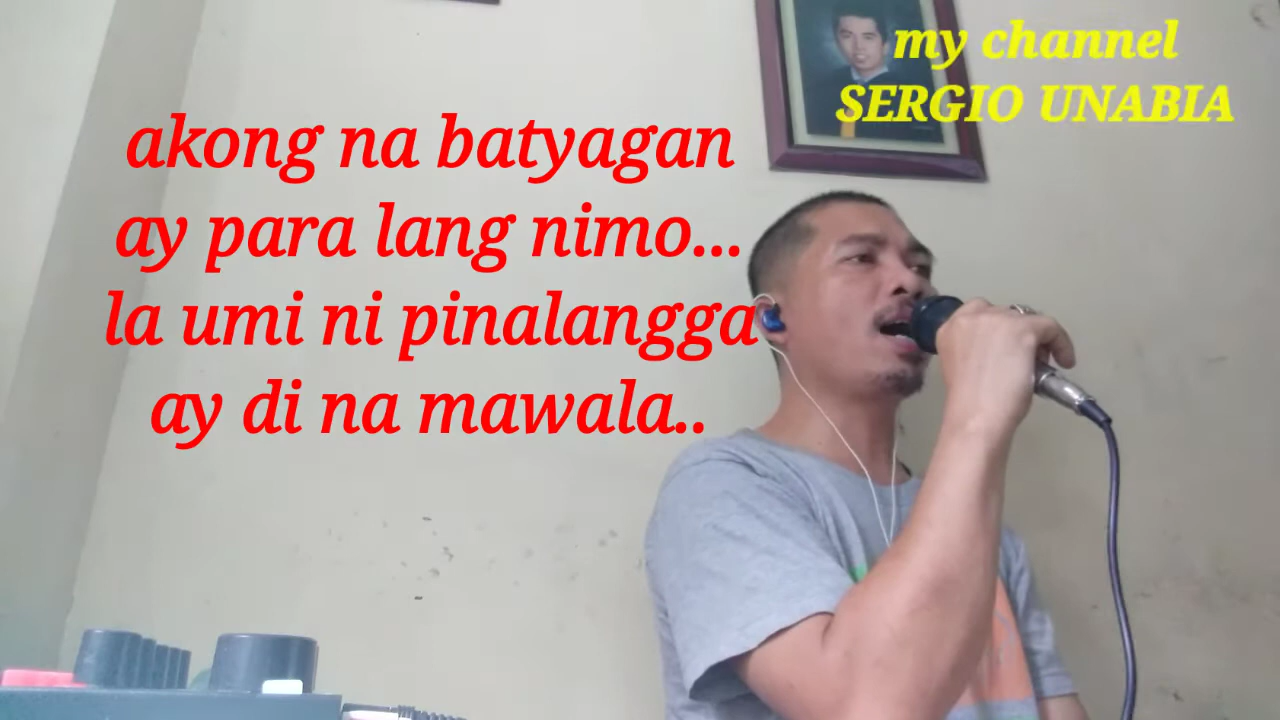 my channel
SERGIO UNABIA
akong na batyagan
ay para lang nimo...
la umi ni pinalangga
ay di na mawala..